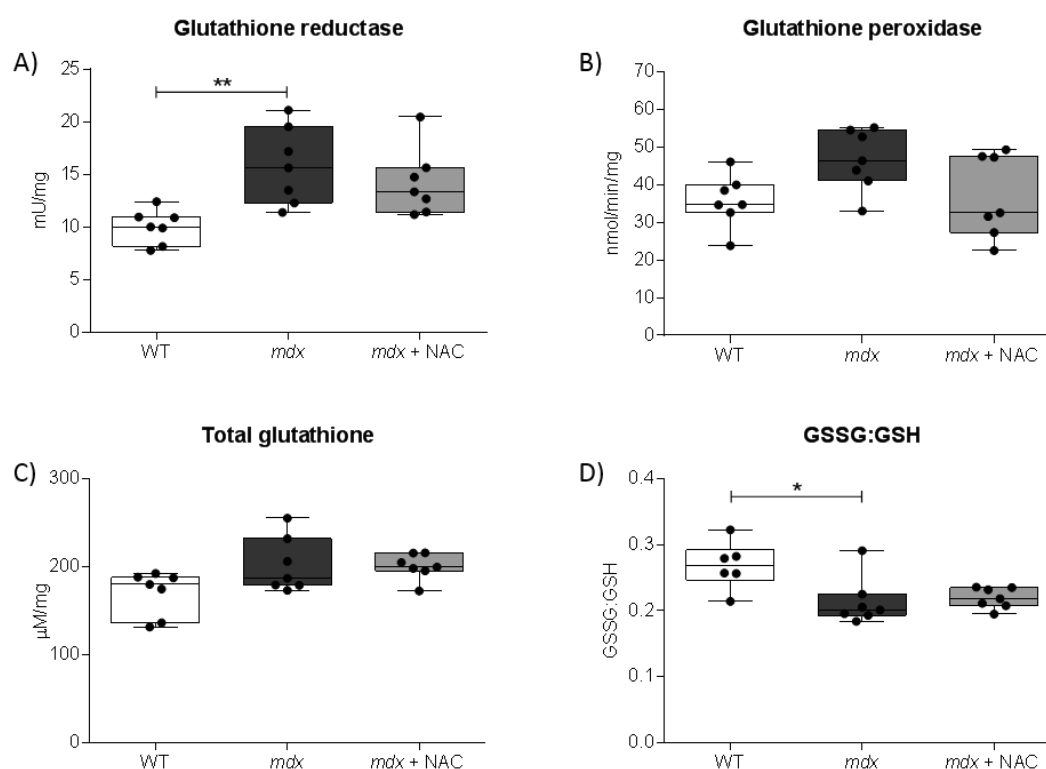 Glutathione reductase
A)
25
20
15
10
5
0
mU/mg
**
WT
mdx
mdx + NAC
Glutathione peroxidase
B)
70
60
50
40
30
20
10
0
nmol/min/mg
WT
mdx
mdx + NAC
Total glutathione
C)
300
200
100
0
µM/mg
WT
mdx
mdx + NAC
GSSG:GSH
D)
0.4
0.3
0.2
0.1
0.0
GSSG:GSH
*
WT
mdx
mdx + NAC